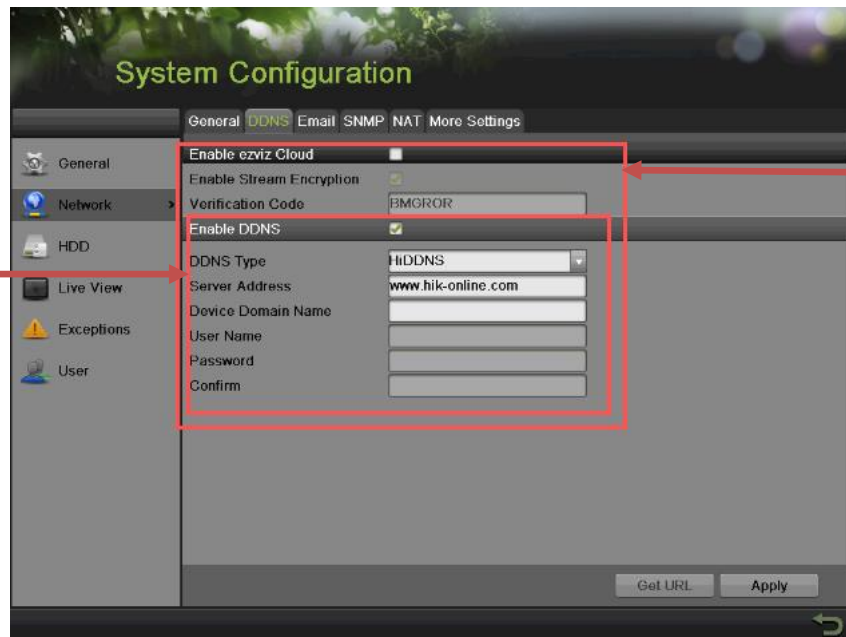 System Configuration
General DDNS Email SNMP NAT More Settings
General
Network
HDD
Live View
Exceptions
User
Enable ezviz Cloud
Enable Stream Encryption
Verification Code BMGROR
Enable DDNS
DDNS Type HiDDNS
Server Address www.hik-online.com
Device Domain Name
User Name
Password
Confirm
Get URL Apply